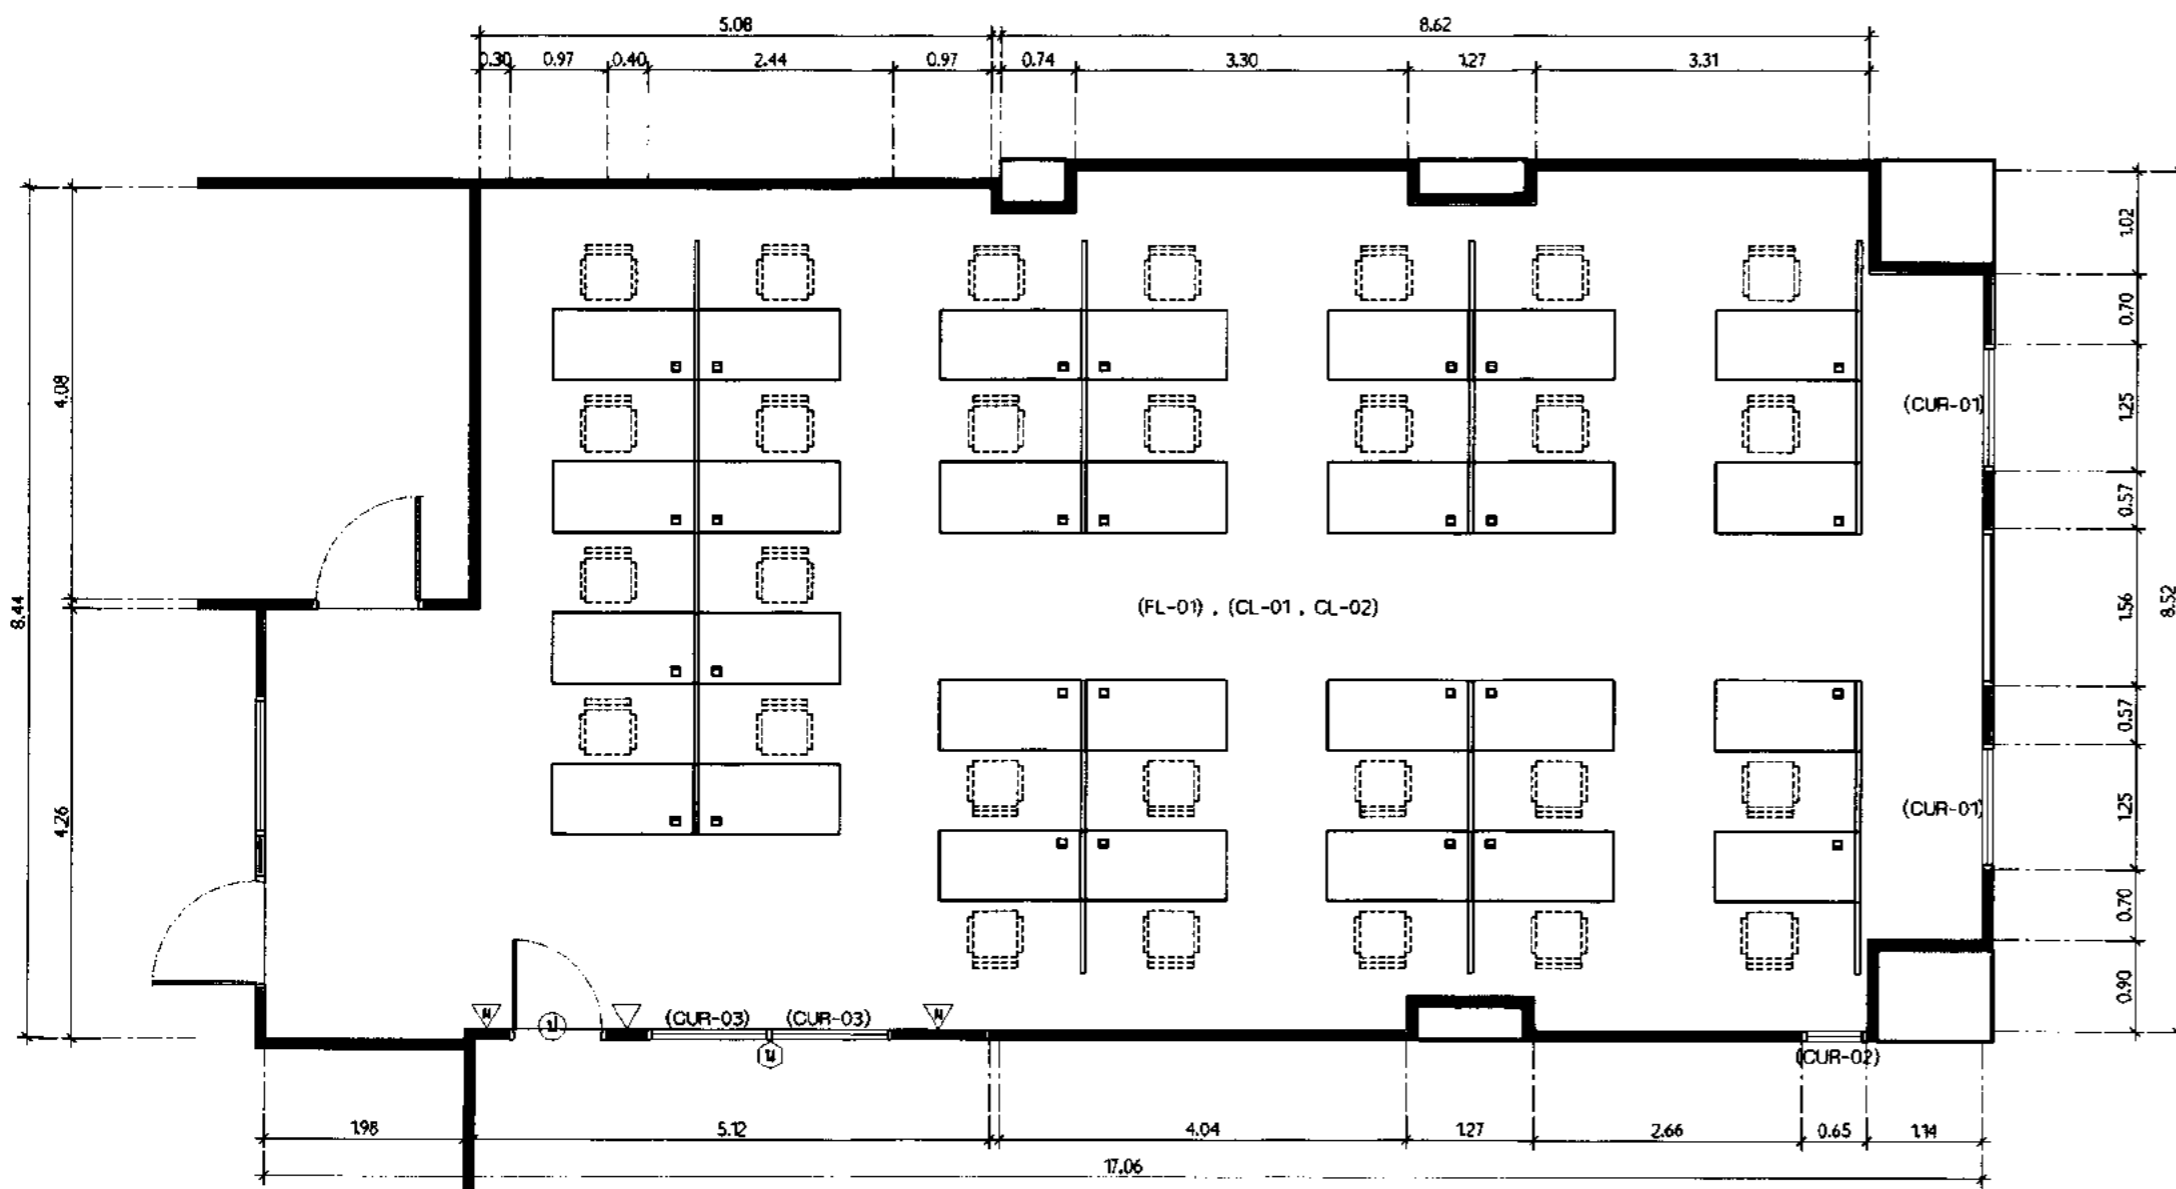 5.08
8.62
0.30 0.97 0.40 2.44 0.97 0.74 3.30 1.27 3.31
1.02
0.70
1.25
0.57
1.56
0.57
1.25
0.70
0.90
8.52
4.08
4.26
8.44
(CUR-01)
(FL-01) , (CL-01 , CL-02)
(CUR-01)
(CUR-03) (CUR-03)
(CUR-02)
1.98 5.12 4.04 1.27 2.66 0.65 1.14
17.06